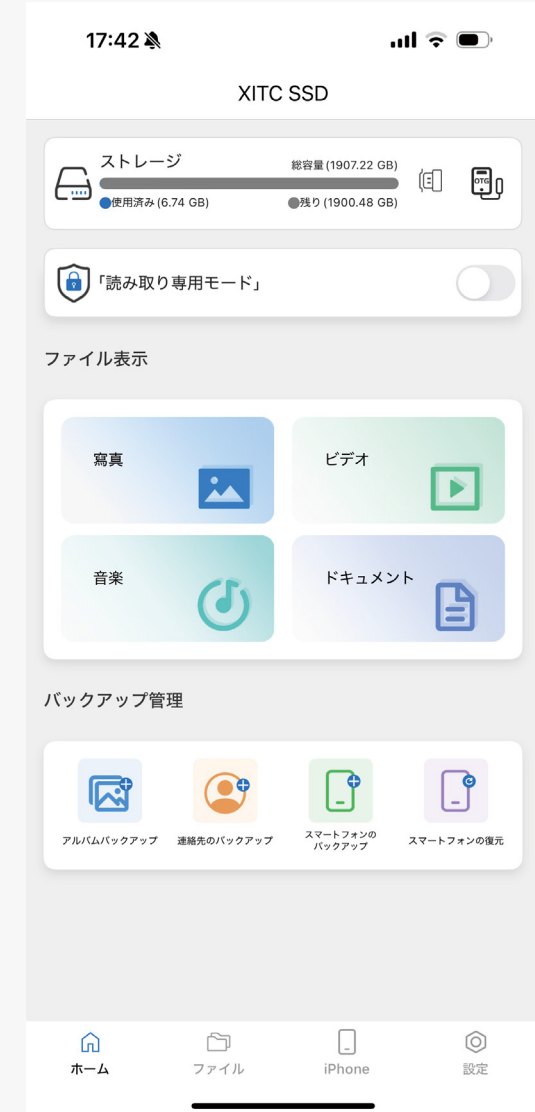 17:42
XITC SSD
ストレージ
総容量 (1907.22 GB)
使用済み (6.74 GB)
残り (1900.48 GB)
OTG
「読み取り専用モード」
ファイル表示
寫真
ビデオ
音楽
ドキュメント
バックアップ管理
アルバムバックアップ
連絡先のバックアップ
スマートフォンの
バックアップ
スマートフォンの復元
ホーム
ファイル
iPhone
設定